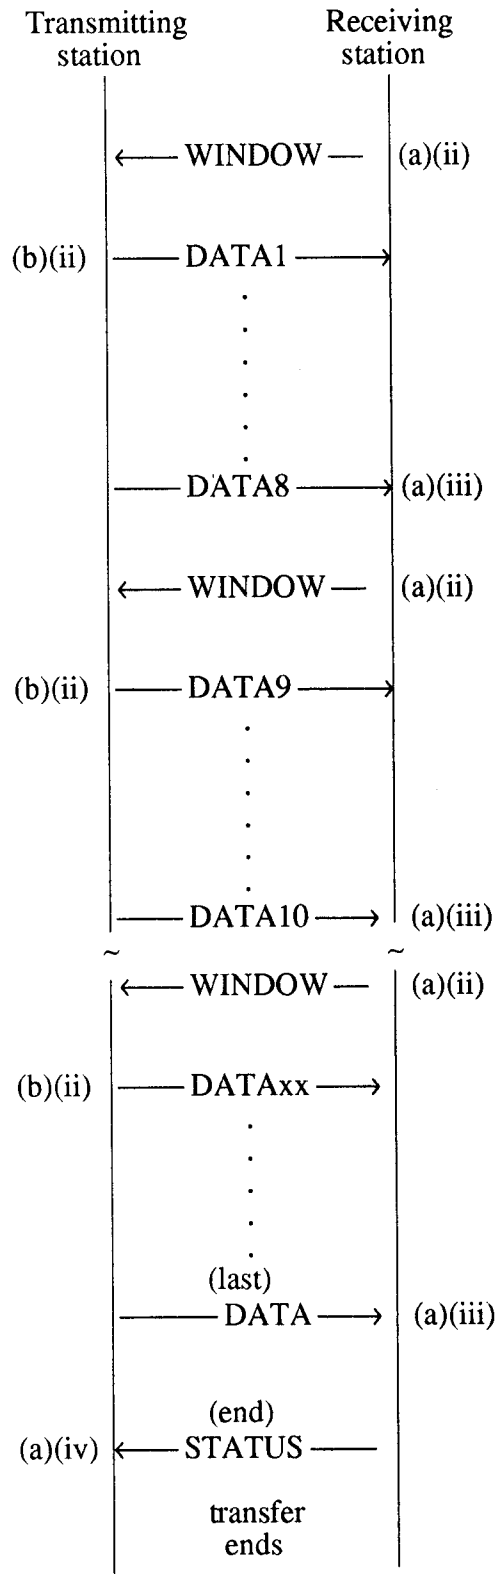 Transmitting Receiving
station station
WINDOW (a)(ii)
(b)(ii) DATA1
DATA8 (a)(iii)
WINDOW (a)(ii)
(b)(ii) DATA9
DATA10 (a)(iii)
~ ~
WINDOW (a)(ii)
(b)(ii) DATAxx
(last)
DATA (a)(iii)
(end)
(a)(iv) STATUS
transfer
ends